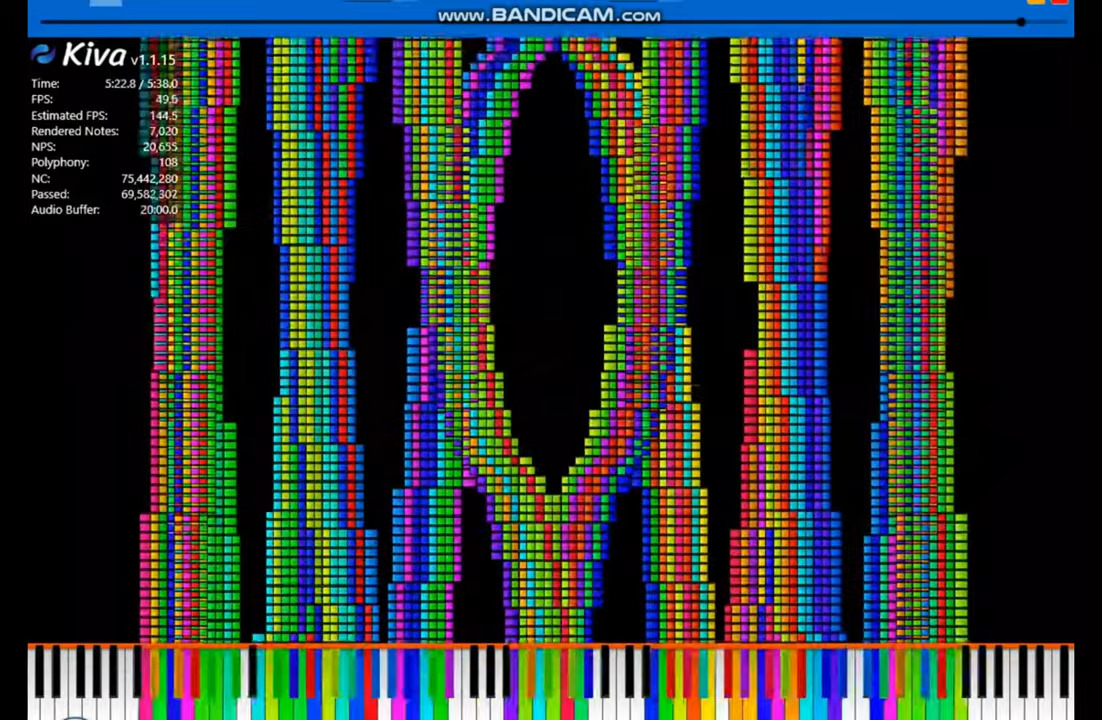 www.BANDICAM.com
Kiva v1.1.15
Time: 5:22.8 / 5:38.0
FPS: 49.6
Estimated FPS: 144.5
Rendered Notes: 7,020
NPS: 20,655
Polyphony: 108
NC: 75,442,280
Passed: 69,582,302
Audio Buffer: 20:00.0